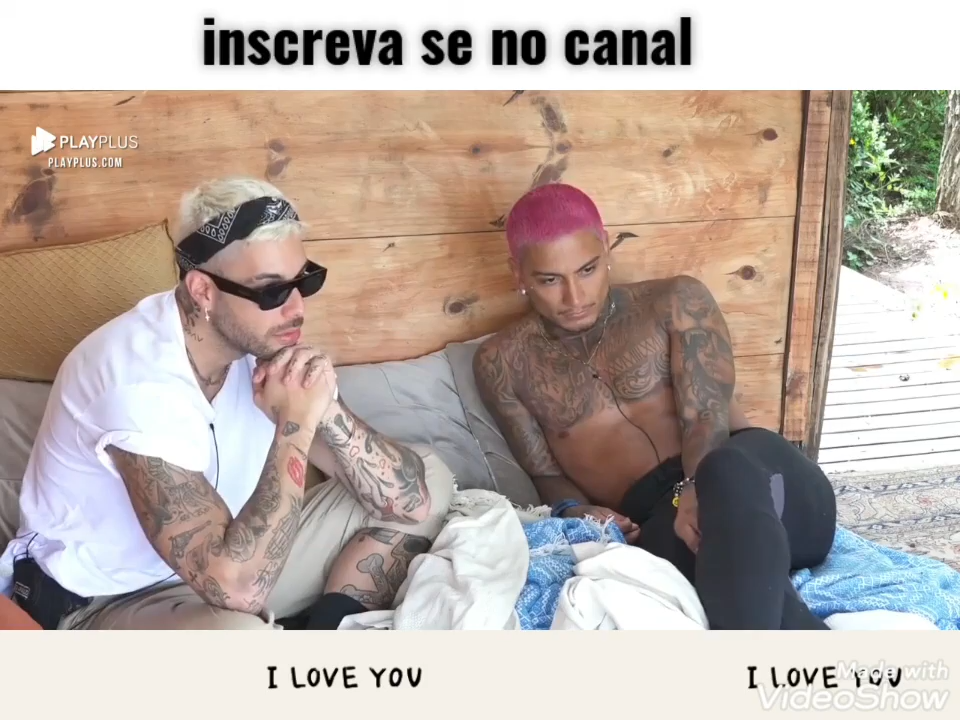 inscreva se no canal
PLAYPLUS
PLAYPLUS.COM
I LOVE YOU
I LOVE YOU
Made with
VideoShow